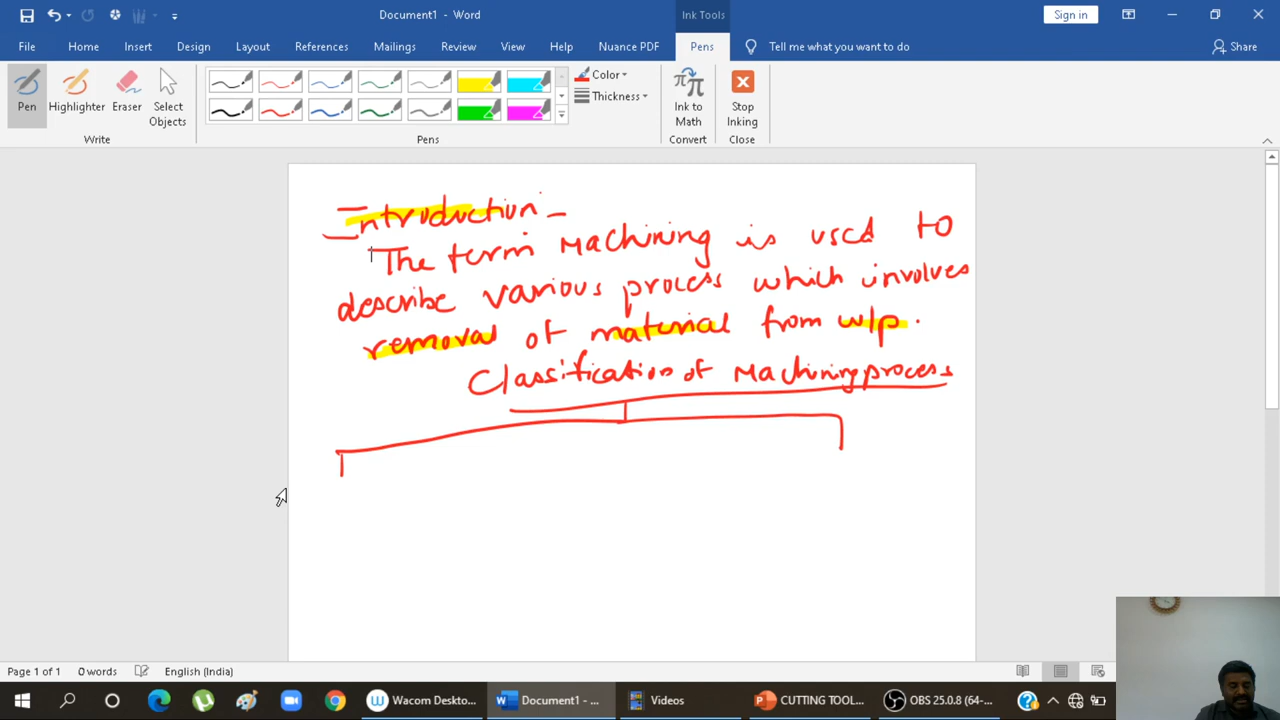 Document1 - Word
Ink Tools
Sign in
File Home Insert Design Layout References Mailings Review View Help Nuance PDF Pens Tell me what you want to do Share
Pen Highlighter Eraser Select Objects
Color
Thickness
Ink to Math
Stop Inking
Write Pens Convert Close
Introduction -
The term Machining is used to
describe various process which involves
removal of material from w/p.
Classification of Machining process
Page 1 of 1 0 words English (India)
Wacom Deskto... Document1 - ... Videos CUTTING TOOL... OBS 25.0.8 (64-...